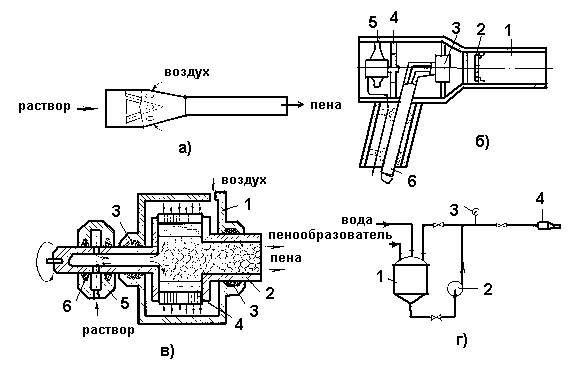 воздух
раствор
пена
а)
5 4 3 2 1
6
б)
воздух
1
3
пенообразователь
пена
2
6 5 4 3
раствор
в)
вода
3
4
1
2
г)